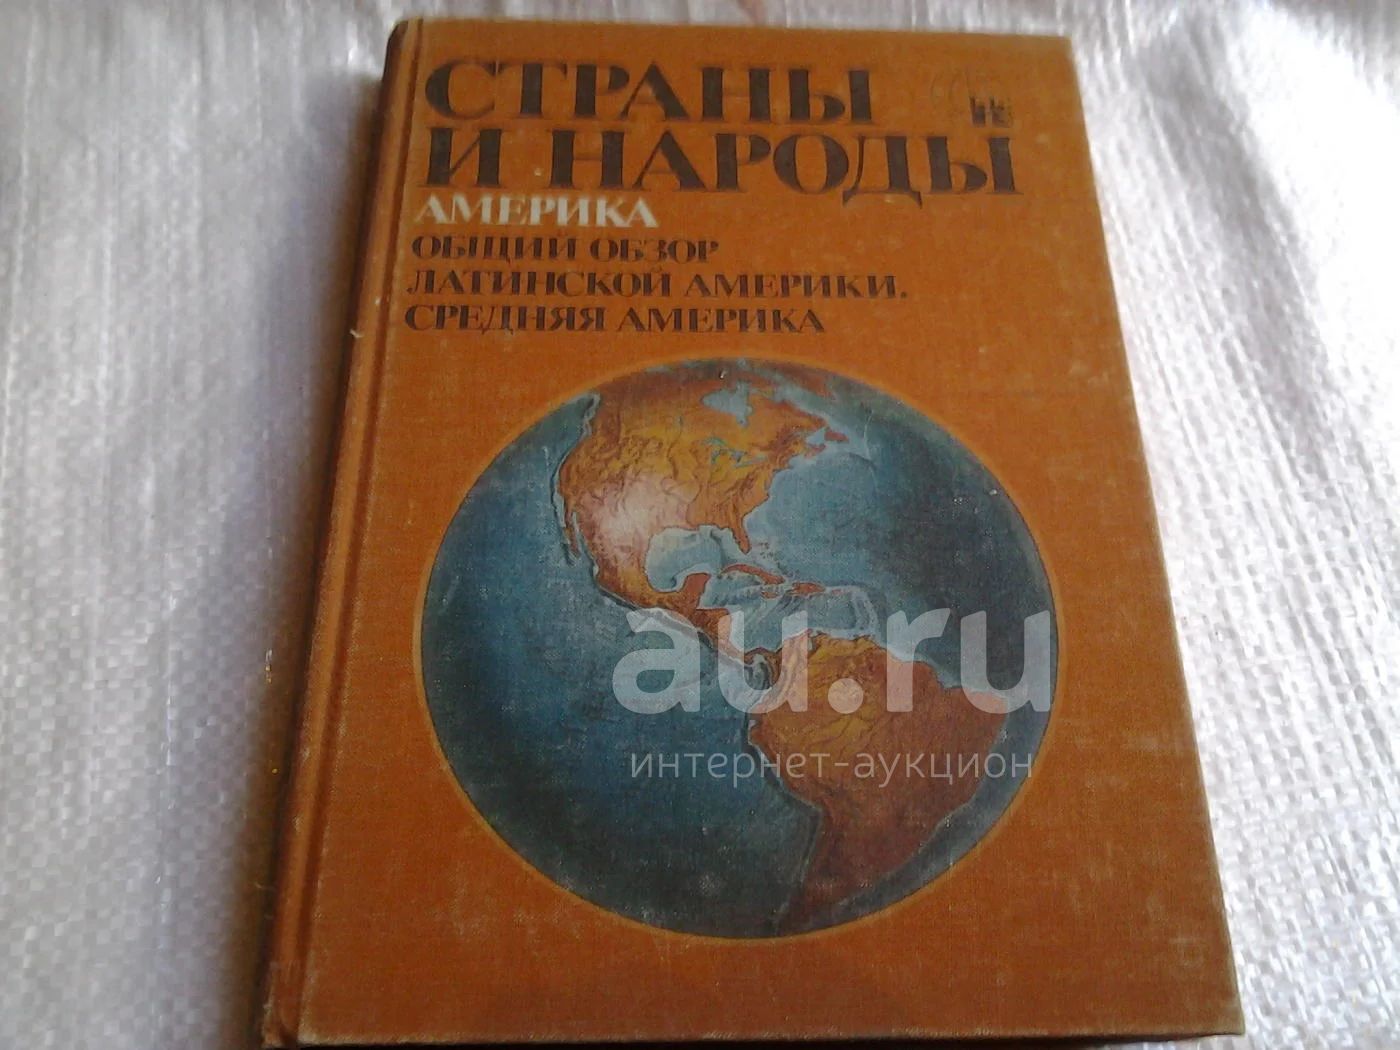 СТРАНЫ
И НАРОДЫ
АМЕРИКА
ОБЩИЙ ОБЗОР
ЛАТИНСКОЙ АМЕРИКИ.
СРЕДНЯЯ АМЕРИКА
au.ru
интернет-аукцион